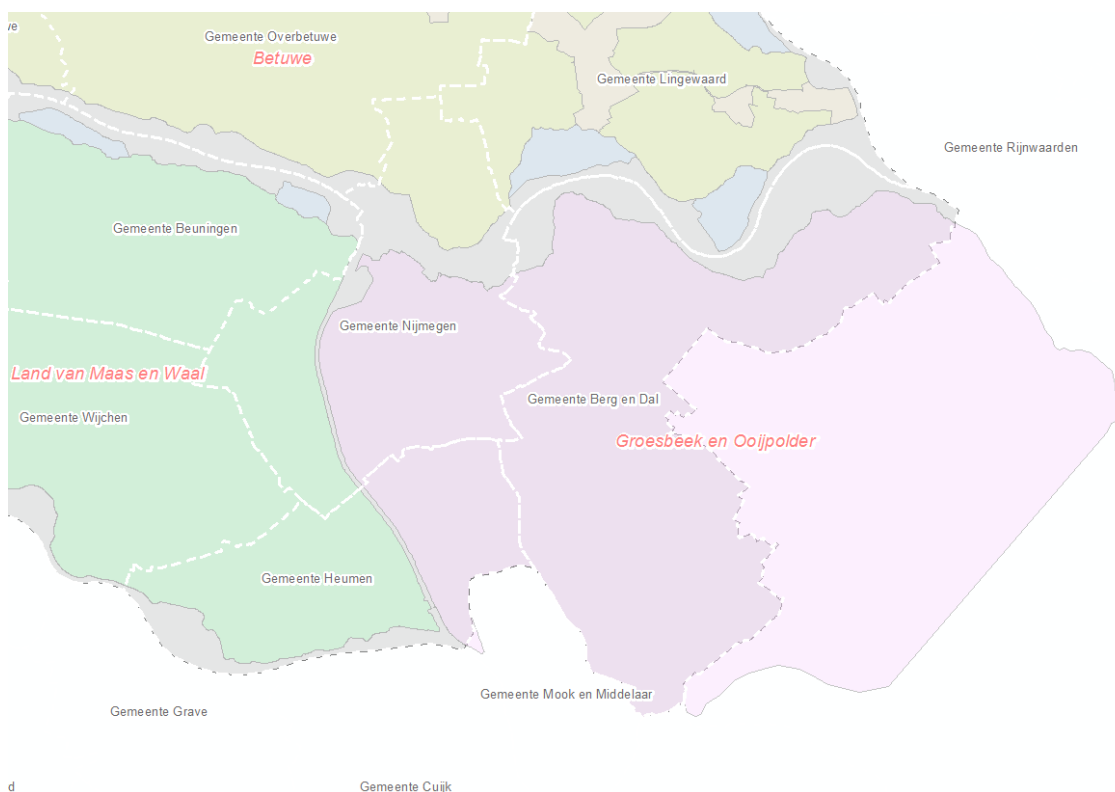 ve
Gemeente Overbetuwe
Betuwe
Gemeente Lingewaard
Gemeente Rijnwaarden
Gemeente Beuningen
Gemeente Nijmegen
Land van Maas en Waal
Gemeente Wijchen
Gemeente Berg en Dal
Groesbeek en Ooijpolder
Gemeente Heumen
Gemeente Mook en Middelaar
Gemeente Grave
d
Gemeente Cuijk